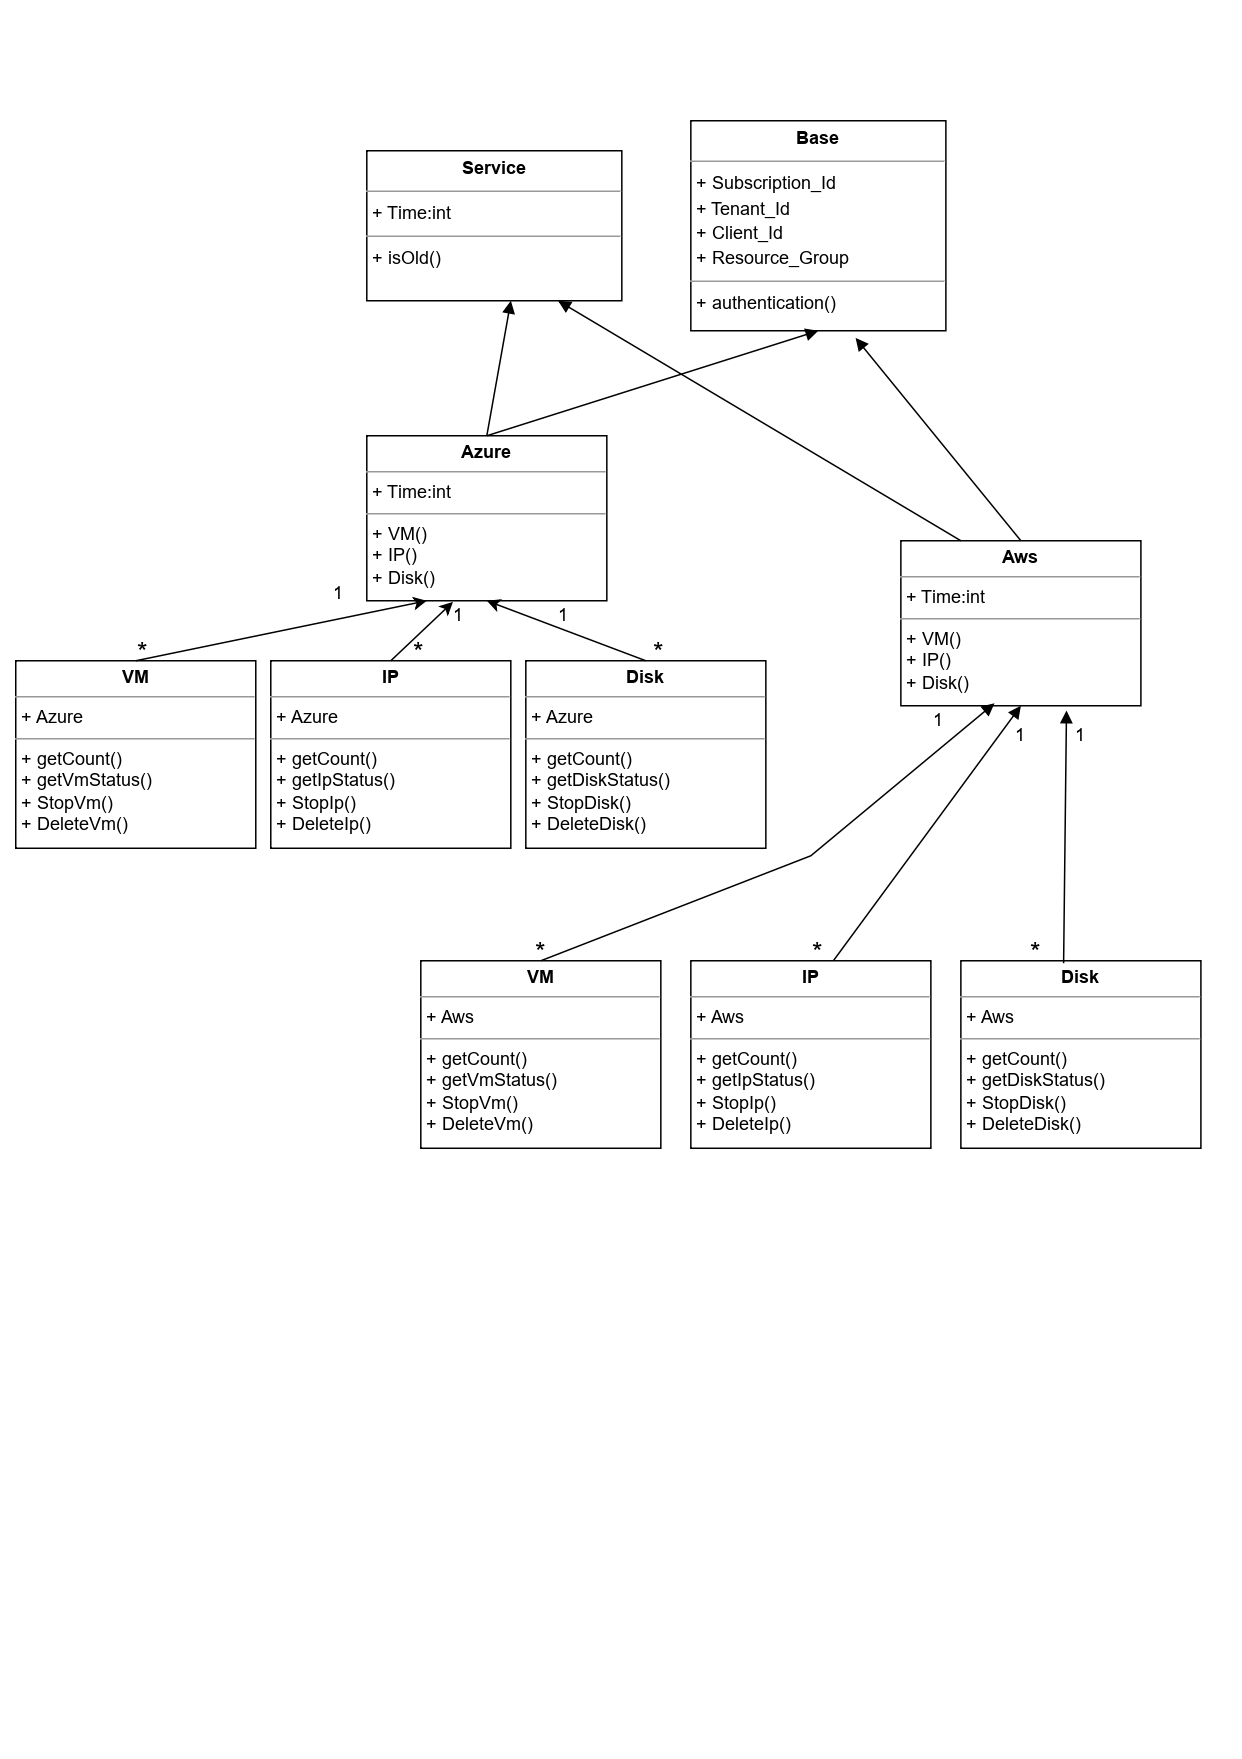 Service
+ Time:int
+ isOld()
Base
+ Subscription_Id
+ Tenant_Id
+ Client_Id
+ Resource_Group
+ authentication()
Azure
+ Time:int
+ VM()
+ IP()
+ Disk()
Aws
+ Time:int
+ VM()
+ IP()
+ Disk()
1
1
1
*
*
*
VM
+ Azure
+ getCount()
+ getVmStatus()
+ StopVm()
+ DeleteVm()
IP
+ Azure
+ getCount()
+ getIpStatus()
+ StopIp()
+ DeleteIp()
Disk
+ Azure
+ getCount()
+ getDiskStatus()
+ StopDisk()
+ DeleteDisk()
1
1
1
*
*
*
VM
+ Aws
+ getCount()
+ getVmStatus()
+ StopVm()
+ DeleteVm()
IP
+ Aws
+ getCount()
+ getIpStatus()
+ StopIp()
+ DeleteIp()
Disk
+ Aws
+ getCount()
+ getDiskStatus()
+ StopDisk()
+ DeleteDisk()